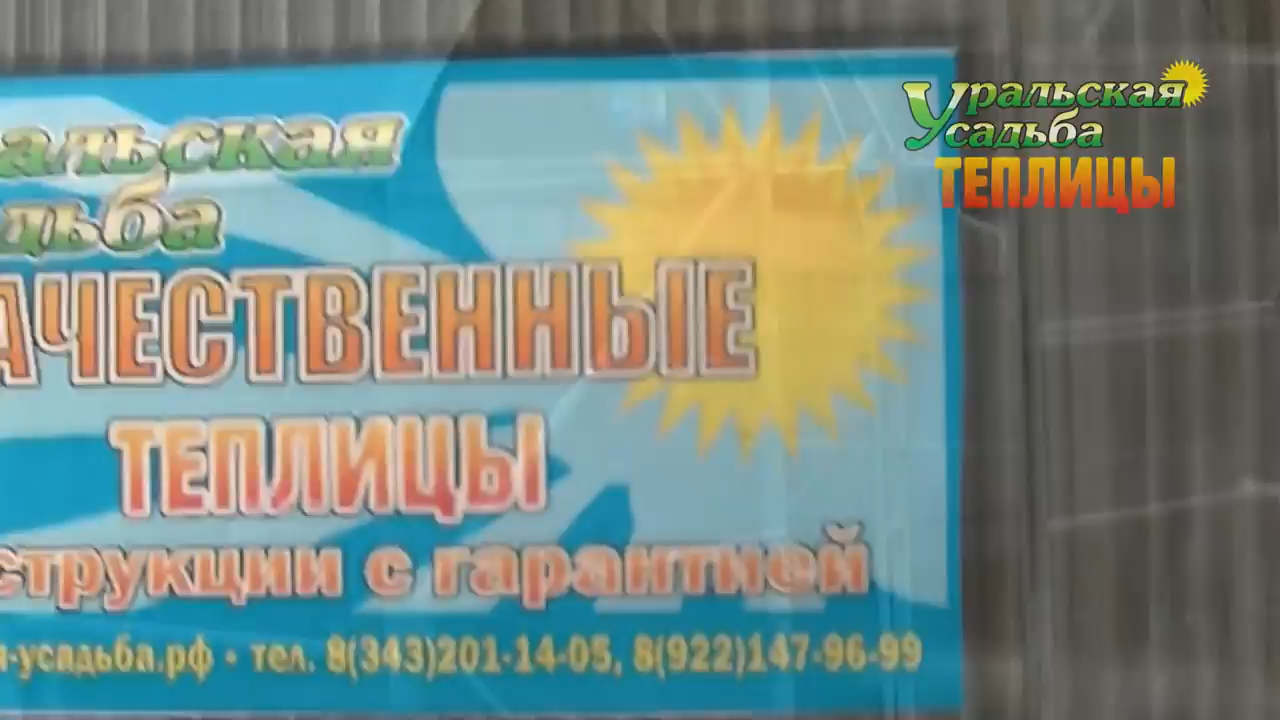 Уральская
Усадьба
ТЕПЛИЦЫ
альская
дьба
АЧЕСТВЕННЫЕ
ТЕПЛИЦЫ
струкции с гарантией
я-усадьба.рф • тел. 8(343)201-14-05, 8(922)147-96-99